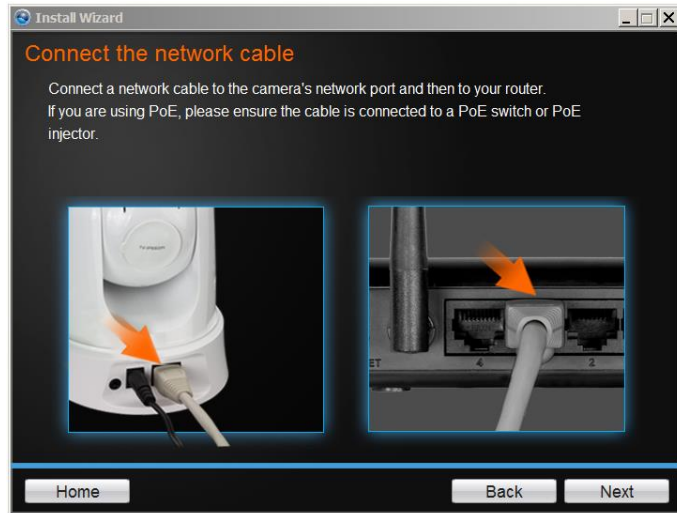 Install Wizard
Connect the network cable
Connect a network cable to the camera's network port and then to your router.
If you are using PoE, please ensure the cable is connected to a PoE switch or PoE
injector.
ET
4
2
Home
Back
Next